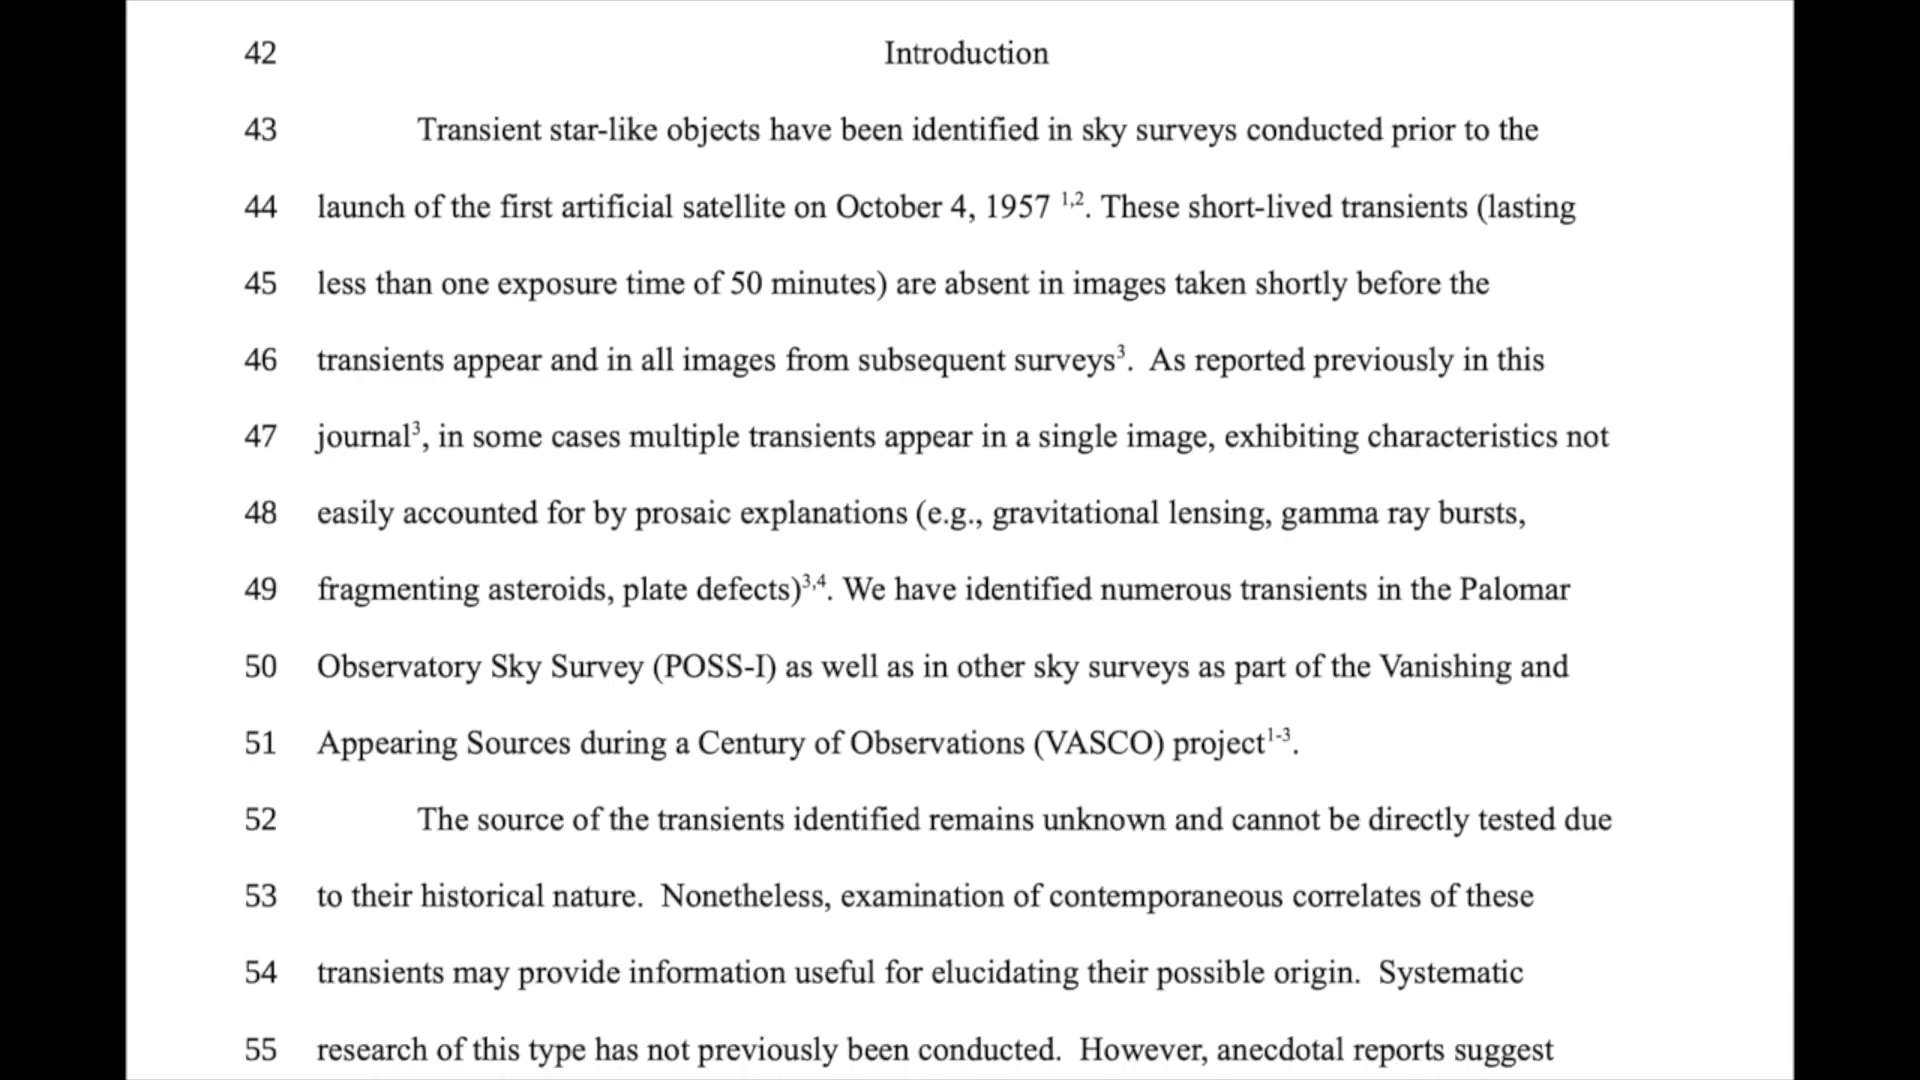 42 Introduction
43 Transient star-like objects have been identified in sky surveys conducted prior to the
44 launch of the first artificial satellite on October 4, 1957 1,2. These short-lived transients (lasting
45 less than one exposure time of 50 minutes) are absent in images taken shortly before the
46 transients appear and in all images from subsequent surveys3.  As reported previously in this
47 journal3, in some cases multiple transients appear in a single image, exhibiting characteristics not
48 easily accounted for by prosaic explanations (e.g., gravitational lensing, gamma ray bursts,
49 fragmenting asteroids, plate defects)3,4. We have identified numerous transients in the Palomar
50 Observatory Sky Survey (POSS-I) as well as in other sky surveys as part of the Vanishing and
51 Appearing Sources during a Century of Observations (VASCO) project1-3.
52 The source of the transients identified remains unknown and cannot be directly tested due
53 to their historical nature.  Nonetheless, examination of contemporaneous correlates of these
54 transients may provide information useful for elucidating their possible origin.  Systematic
55 research of this type has not previously been conducted.  However, anecdotal reports suggest